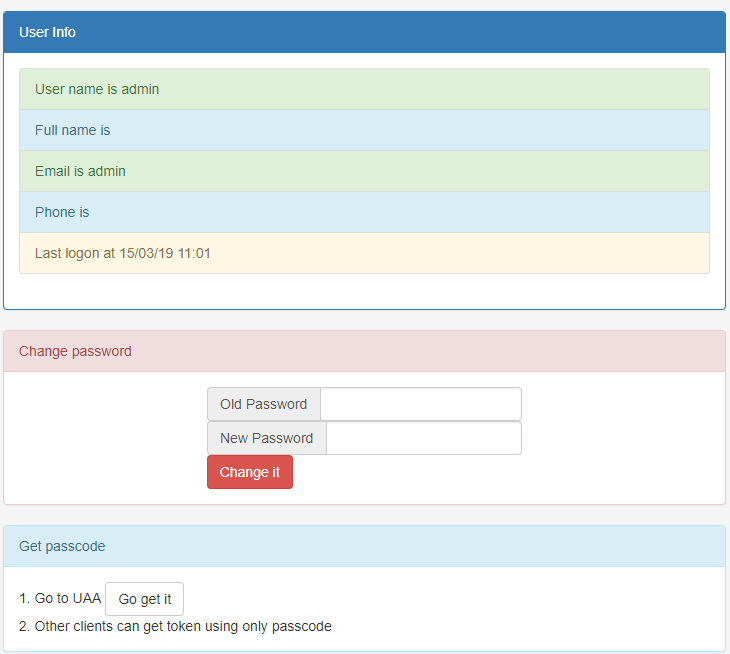 User Info
User name is admin
Full name is
Email is admin
Phone is
Last logon at 15/03/19 11:01
Change password
Old Password
New Password
Change it
Get passcode
1. Go to UAA Go get it
2. Other clients can get token using only passcode